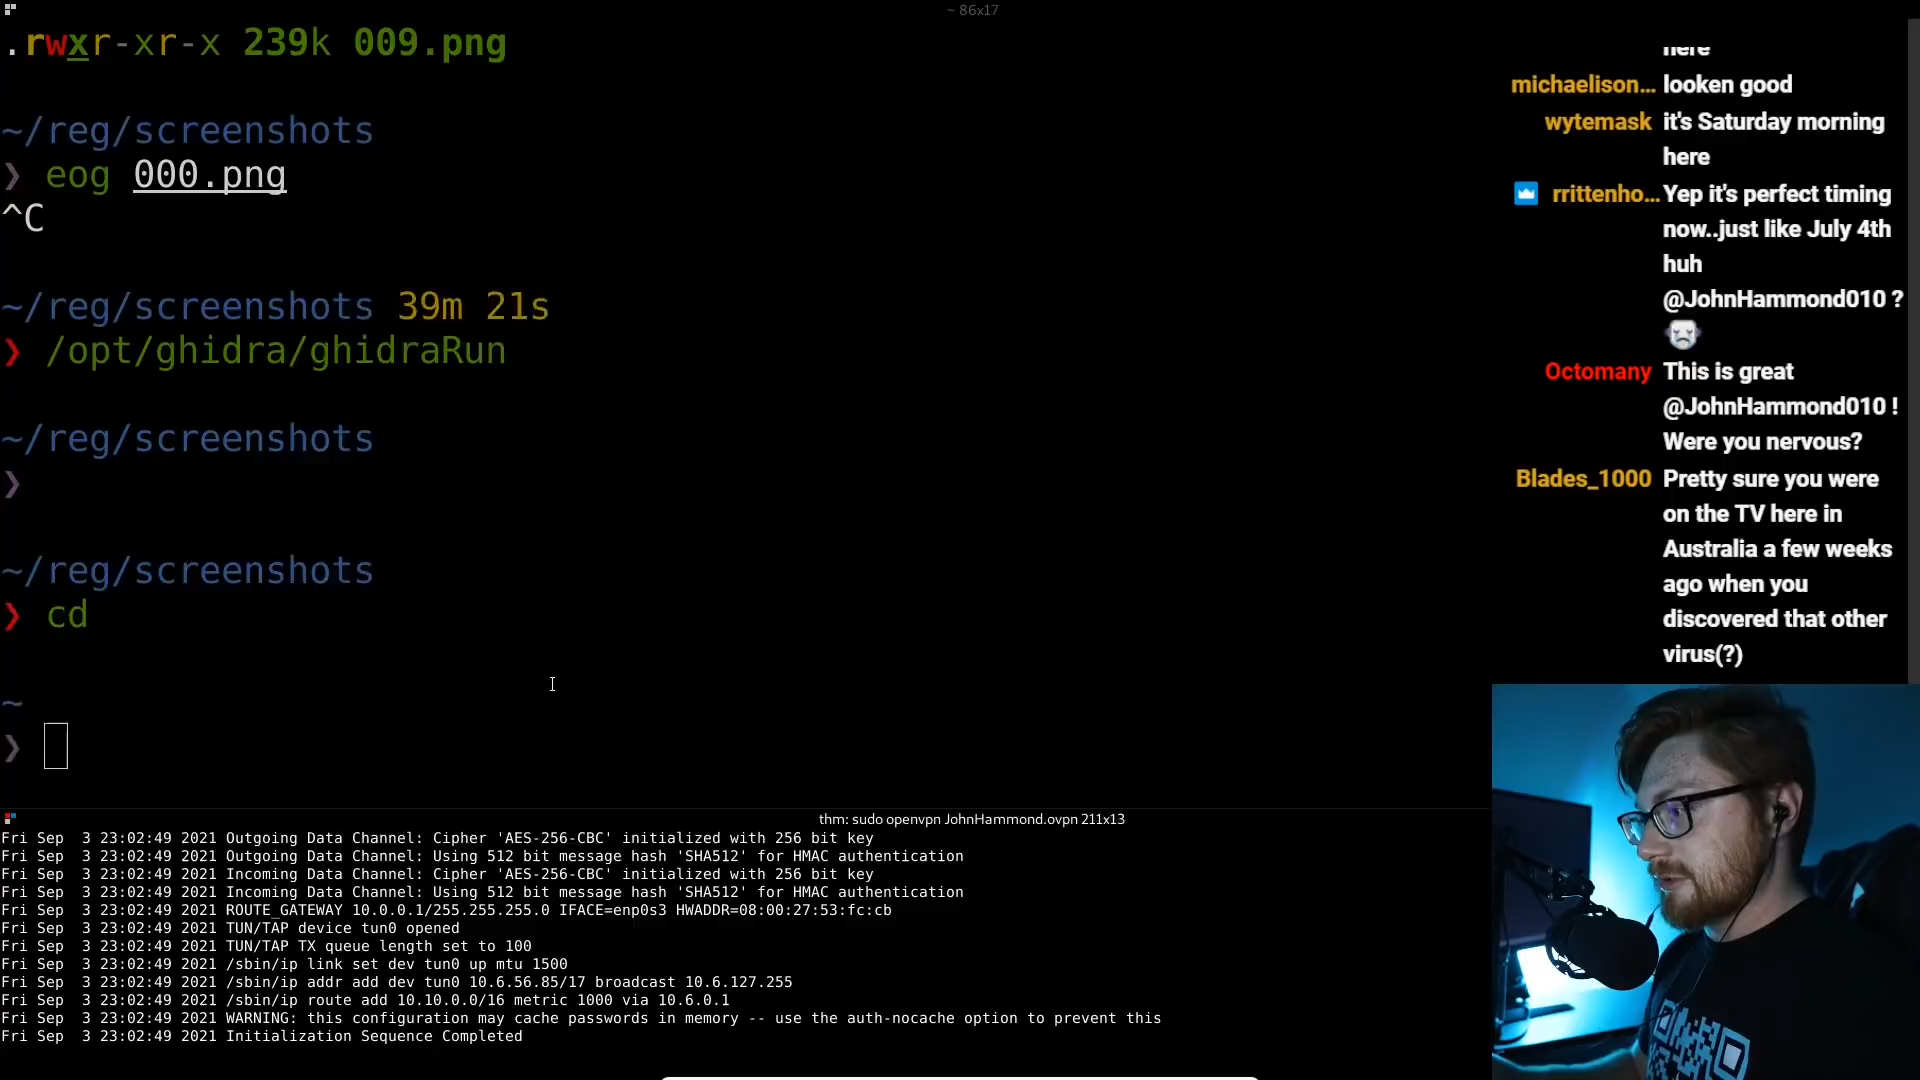 ~ 86x17
.rwxr-xr-x 239k 009.png
~/reg/screenshots
❯ eog 000.png
^C
~/reg/screenshots 39m 21s
❯ /opt/ghidra/ghidraRun
~/reg/screenshots
❯
~/reg/screenshots
❯ cd
~
❯
here
michaelison… looken good
wytemask it's Saturday morning
here
rrittenho… Yep it's perfect timing
now..just like July 4th
huh
@JohnHammond010 ?
Octomany This is great
@JohnHammond010 !
Were you nervous?
Blades_1000 Pretty sure you were
on the TV here in
Australia a few weeks
ago when you
discovered that other
virus(?)
thm: sudo openvpn JohnHammond.ovpn 211x13
Fri Sep  3 23:02:49 2021 Outgoing Data Channel: Cipher 'AES-256-CBC' initialized with 256 bit key
Fri Sep  3 23:02:49 2021 Outgoing Data Channel: Using 512 bit message hash 'SHA512' for HMAC authentication
Fri Sep  3 23:02:49 2021 Incoming Data Channel: Cipher 'AES-256-CBC' initialized with 256 bit key
Fri Sep  3 23:02:49 2021 Incoming Data Channel: Using 512 bit message hash 'SHA512' for HMAC authentication
Fri Sep  3 23:02:49 2021 ROUTE_GATEWAY 10.0.0.1/255.255.255.0 IFACE=enp0s3 HWADDR=08:00:27:53:fc:cb
Fri Sep  3 23:02:49 2021 TUN/TAP device tun0 opened
Fri Sep  3 23:02:49 2021 TUN/TAP TX queue length set to 100
Fri Sep  3 23:02:49 2021 /sbin/ip link set dev tun0 up mtu 1500
Fri Sep  3 23:02:49 2021 /sbin/ip addr add dev tun0 10.6.56.85/17 broadcast 10.6.127.255
Fri Sep  3 23:02:49 2021 /sbin/ip route add 10.10.0.0/16 metric 1000 via 10.6.0.1
Fri Sep  3 23:02:49 2021 WARNING: this configuration may cache passwords in memory -- use the auth-nocache option to prevent this
Fri Sep  3 23:02:49 2021 Initialization Sequence Completed